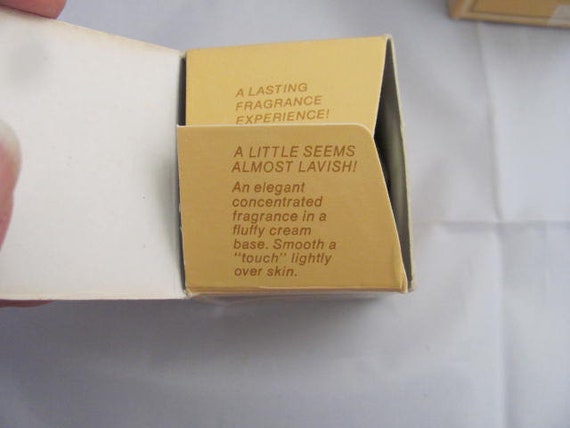 A LASTING
FRAGRANCE
EXPERIENCE!
A LITTLE SEEMS
ALMOST LAVISH!
An elegant
concentrated
fragrance in a
fluffy cream
base. Smooth a
"touch" lightly
over skin.